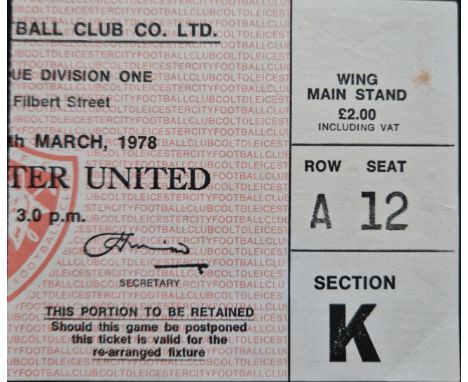 TBALL CLUB CO. LTD.
UE DIVISION ONE
Filbert Street
th MARCH, 1978
TER UNITED
3.0 p.m.
SECRETARY
THIS PORTION TO BE RETAINED
Should this game be postponed
this ticket is valid for the
re-arranged fixture
WING
MAIN STAND
£2.00
INCLUDING VAT
ROW SEAT
A 12
SECTION
K